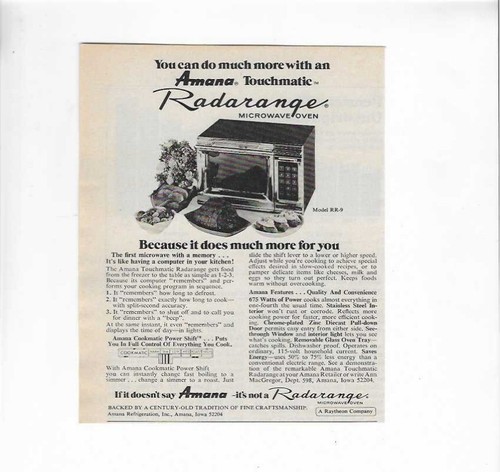 You can do much more with an
Amana® Touchmatic™
Radarange®
MICROWAVE OVEN
Model RR-9
Because it does much more for you
The first microwave with a memory . . .
It's like having a computer in your kitchen!
The Amana Touchmatic Radarange gets food
from the freezer to the table as simple as 1-2-3.
Because its computer "remembers" and per-
forms your cooking program in sequence.
1. It "remembers" how long to defrost.
2. It "remembers" exactly how long to cook—
with split-second accuracy.
3. It "remembers" to shut off and to call you
for dinner with a "beep".
At the same instant, it even "remembers" and
displays the time of day—in lights.
Amana Cookmatic Power Shift™ . . . Puts
You In Full Control Of Everything You Cook.
COOKMATIC
With Amana Cookmatic Power Shift
you can instantly change fast boiling to a
simmer . . . change a simmer to a roast. Just
slide the shift lever to a lower or higher speed.
Adjust while you're cooking to achieve special
effects desired in slow-cooked recipes, or to
pamper delicate items like cheeses, milk and
eggs so they turn out perfect. Keeps foods
warm without overcooking.
Amana Features . . . Quality And Convenience
675 Watts of Power cooks almost everything in
one-fourth the usual time. Stainless Steel In-
terior won't rust or corrode. Reflects more
cooking power for faster, more efficient cook-
ing. Chrome-plated Zinc Diecast Pull-down
Door permits easy entry from either side. See-
through Window and interior light lets you see
what's cooking. Removable Glass Oven Tray—
catches spills. Dishwasher proof. Operates on
ordinary, 115-volt household current. Saves
Energy—50% to 75% less energy than a
conventional electric range. See a demonstra-
tion of the remarkable Amana Touchmatic
Radarange at your Amana Retailer or write Ann
MacGregor, Dept. 598, Amana, Iowa 52204.
If it doesn't say Amana -it's not a Radarange®
MICROWAVE OVEN
BACKED BY A CENTURY-OLD TRADITION OF FINE CRAFTSMANSHIP:
Amana Refrigeration, Inc., Amana, Iowa 52204
A Raytheon Company